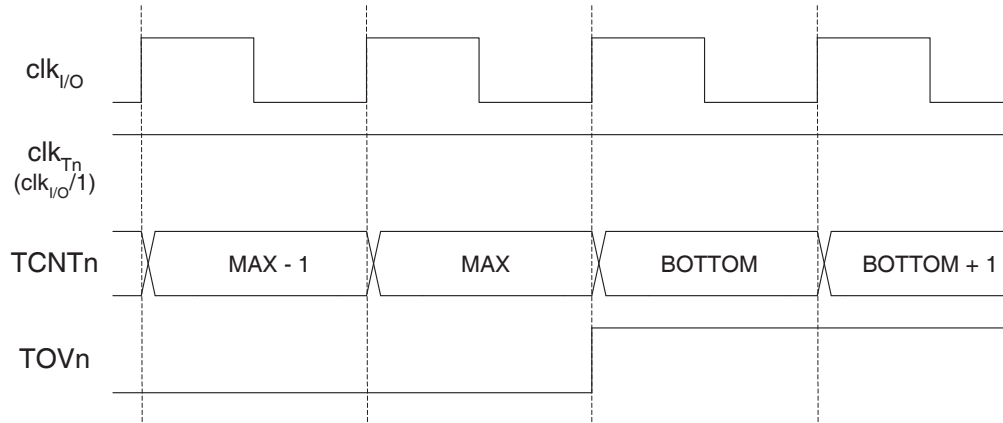 clkI/O
clkTn
(clkI/O/1)
TCNTn
MAX - 1
MAX
BOTTOM
BOTTOM + 1
TOVn